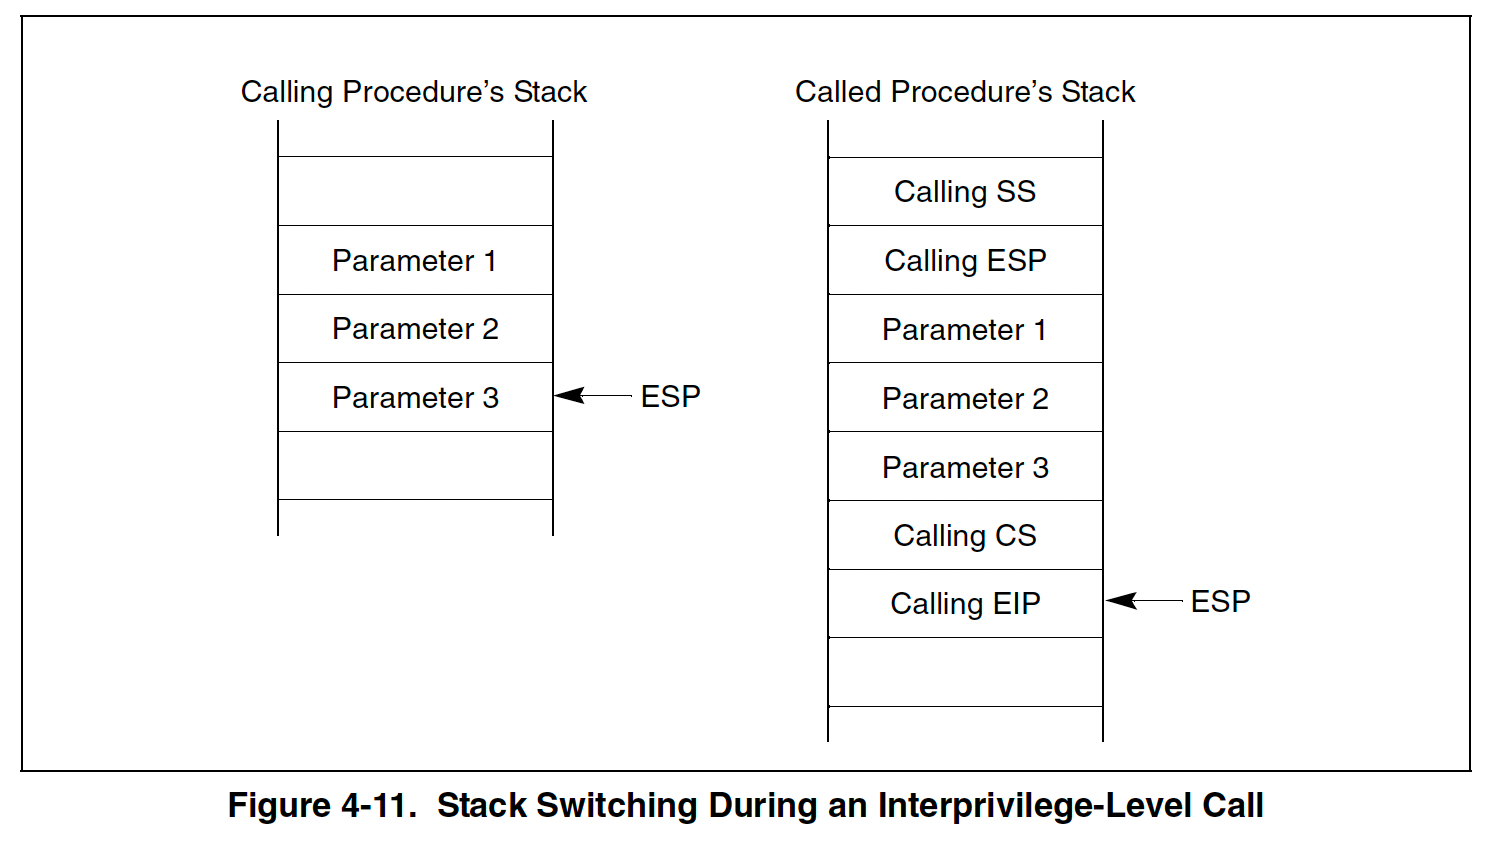 Calling Procedure’s Stack
Parameter 1
Parameter 2
Parameter 3
ESP
Called Procedure’s Stack
Calling SS
Calling ESP
Parameter 1
Parameter 2
Parameter 3
Calling CS
Calling EIP
ESP
Figure 4-11. Stack Switching During an Interprivilege-Level Call